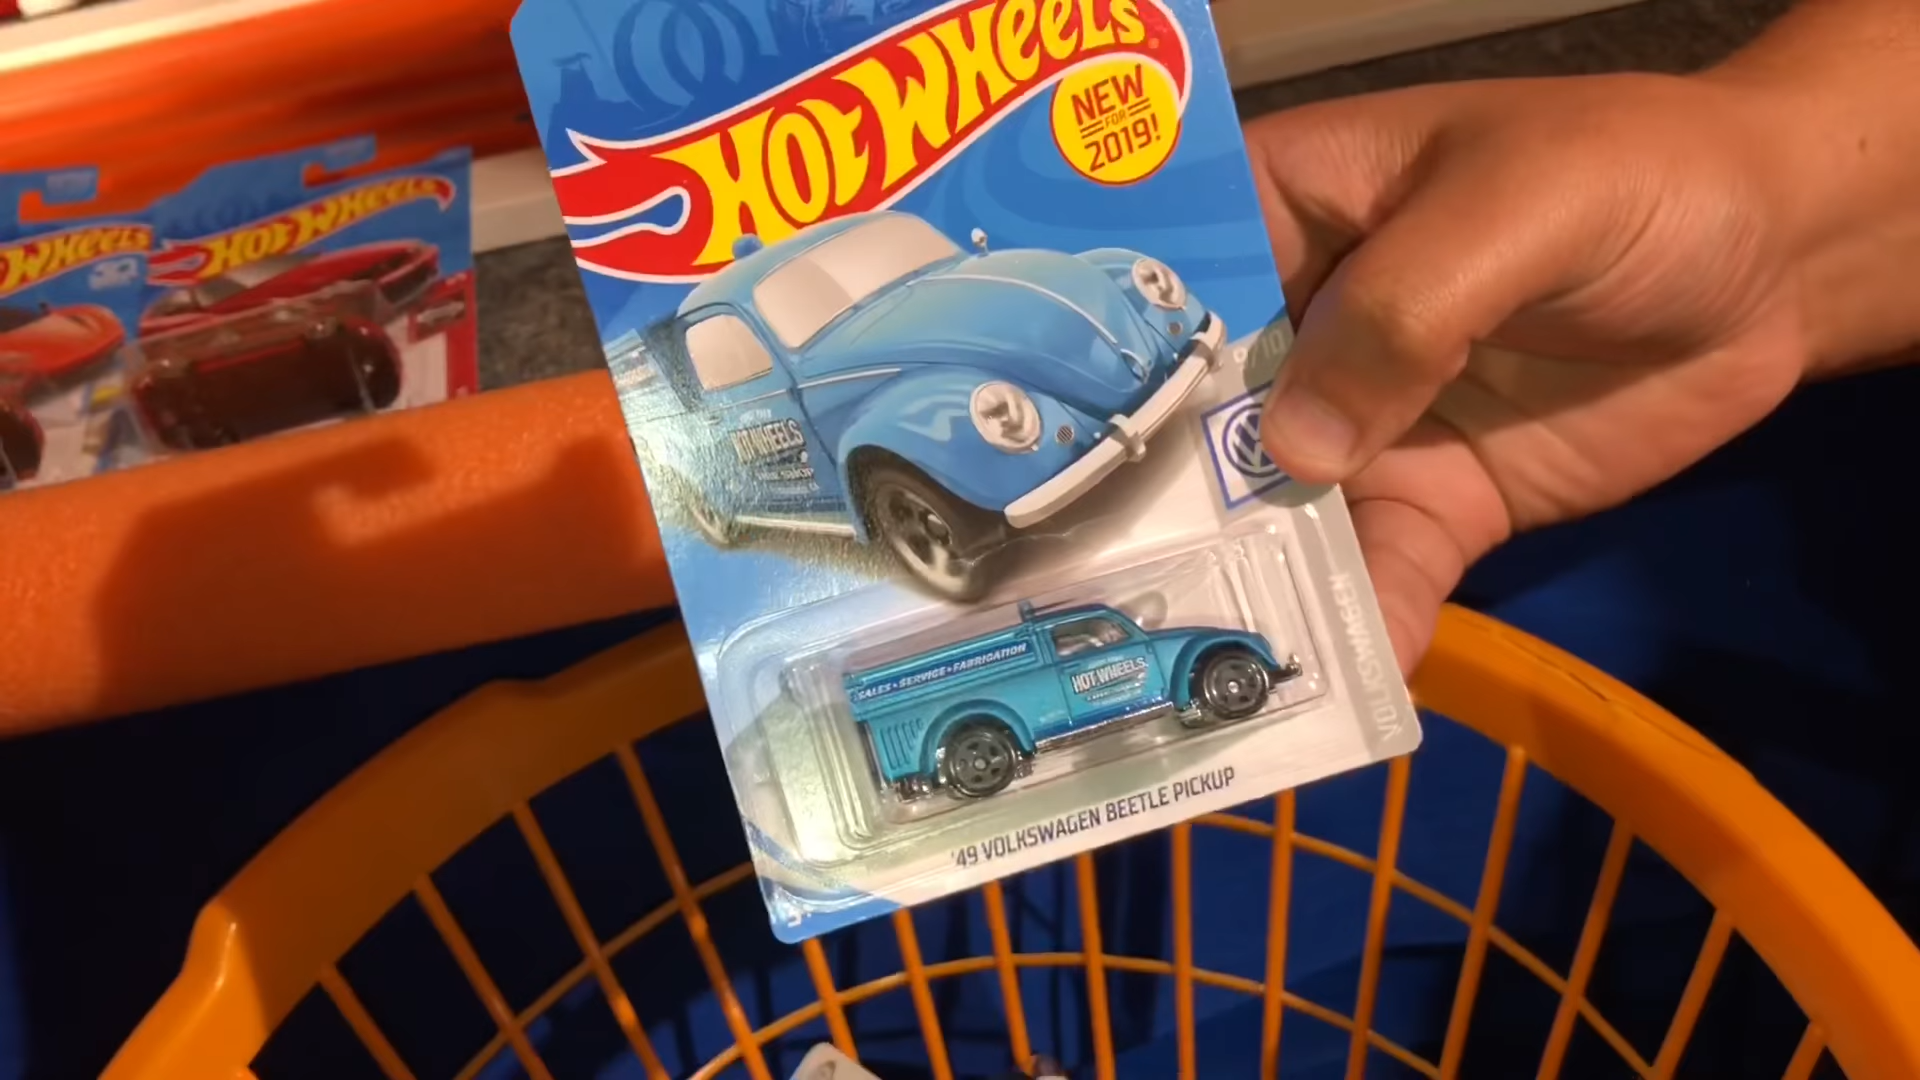 HOT WHEELS
NEW
FOR
2019!
WHEELS
HOT WHEELS
HOT WHEELS
SHOP
SALES • SERVICE • FABRICATION
HOT WHEELS
VOLKSWAGEN
'49 VOLKSWAGEN BEETLE PICKUP